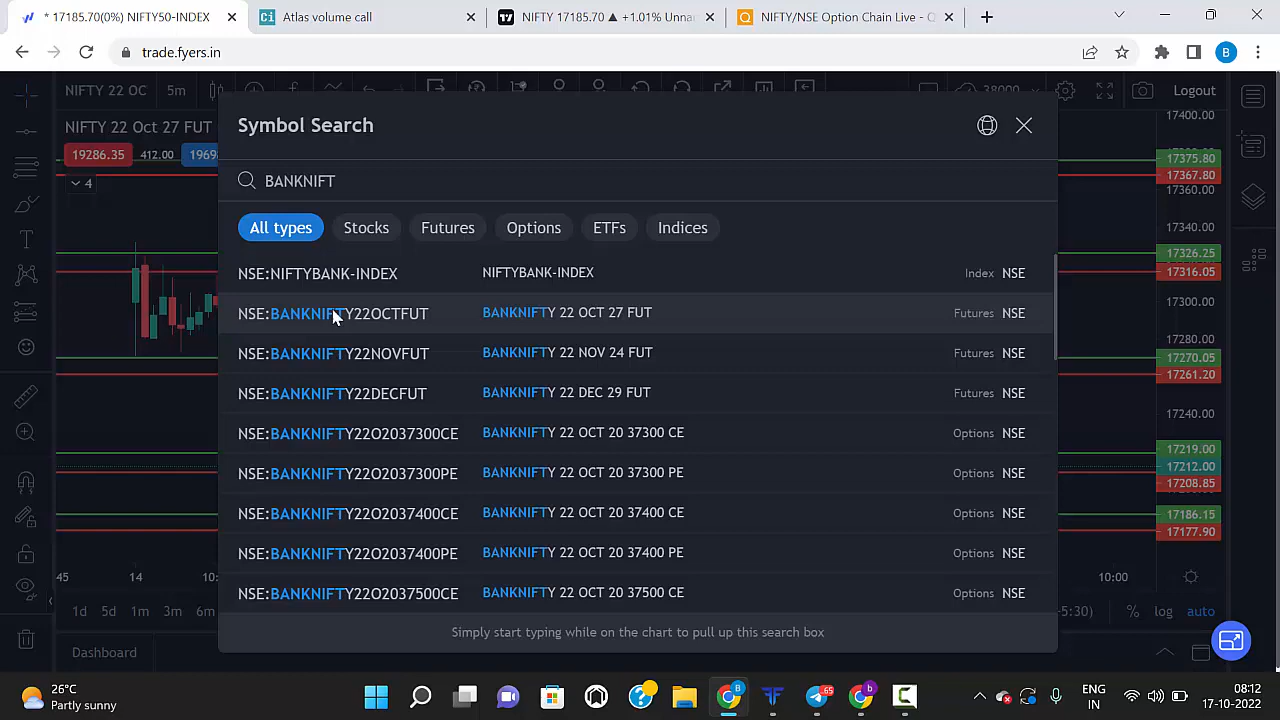 * 17185.70(0%) NIFTY50-INDEX
Ci Atlas volume call
NIFTY 17185.70 ▲ +1.01% Unna
NIFTY/NSE Option Chain Live - O
trade.fyers.in
B
NIFTY 22 OC
5m
38000
Logout
Symbol Search
17400.00
NIFTY 22 Oct 27 FUT
19286.35
412.00
1969
17375.80
17367.80
4
BANKNIFT
17360.00
All types
Stocks
Futures
Options
ETFs
Indices
17340.00
17326.25
NSE:NIFTYBANK-INDEX NIFTYBANK-INDEX Index NSE
17316.05
17300.00
NSE:BANKNIFTY22OCTFUT BANKNIFTY 22 OCT 27 FUT Futures NSE
17280.00
NSE:BANKNIFTY22NOVFUT BANKNIFTY 22 NOV 24 FUT Futures NSE
17270.05
17261.20
NSE:BANKNIFTY22DECFUT BANKNIFTY 22 DEC 29 FUT Futures NSE
17240.00
NSE:BANKNIFTY22O2037300CE BANKNIFTY 22 OCT 20 37300 CE Options NSE
17219.00
17212.00
NSE:BANKNIFTY22O2037300PE BANKNIFTY 22 OCT 20 37300 PE Options NSE
17208.85
NSE:BANKNIFTY22O2037400CE BANKNIFTY 22 OCT 20 37400 CE Options NSE
17186.15
17177.90
NSE:BANKNIFTY22O2037400PE BANKNIFTY 22 OCT 20 37400 PE Options NSE
45
14
10:
10:00
NSE:BANKNIFTY22O2037500CE BANKNIFTY 22 OCT 20 37500 CE Options NSE
1d 5d 1m 3m 6m
-5:30)
% log auto
Simply start typing while on the chart to pull up this search box
Dashboard
26°C
Partly sunny
B
65
b
ENG
IN
08:12
17-10-2022